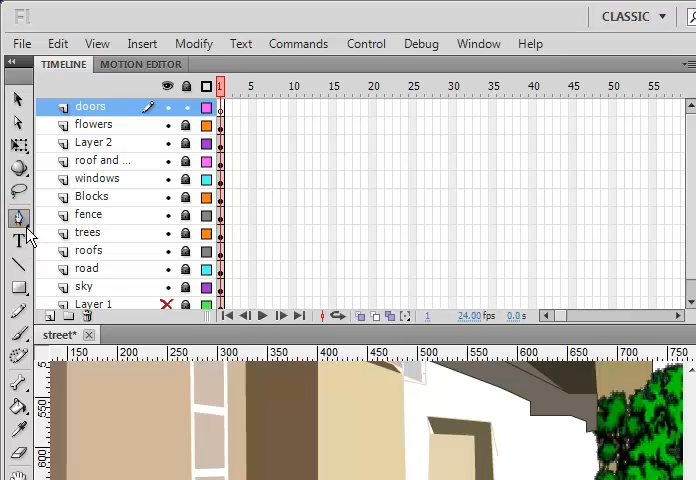 Fl
CLASSIC
File Edit View Insert Modify Text Commands Control Debug Window Help
TIMELINE MOTION EDITOR
1 5 10 15 20 25 30 35 40 45 50 55
doors
flowers
Layer 2
roof and ...
windows
Blocks
fence
trees
roofs
road
sky
Layer 1
T
1 24.00 fps 0.0 s
street*
150 200 250 300 350 400 450 500 550 600 650 700 750
5
550
600